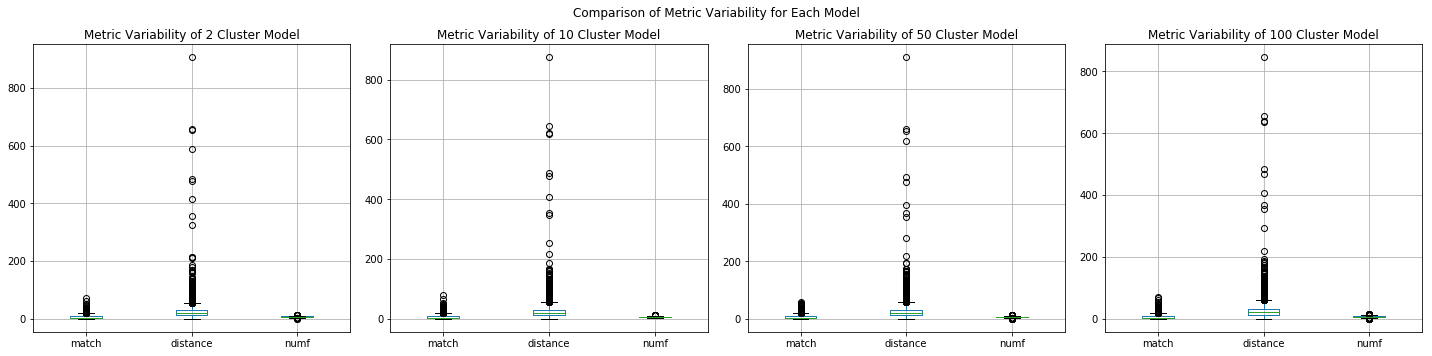 Comparison of Metric Variability for Each Model
Metric Variability of 2 Cluster Model
800
600
400
200
0
match distance numf
Metric Variability of 10 Cluster Model
800
600
400
200
0
match distance numf
Metric Variability of 50 Cluster Model
800
600
400
200
0
match distance numf
Metric Variability of 100 Cluster Model
800
600
400
200
0
match distance numf